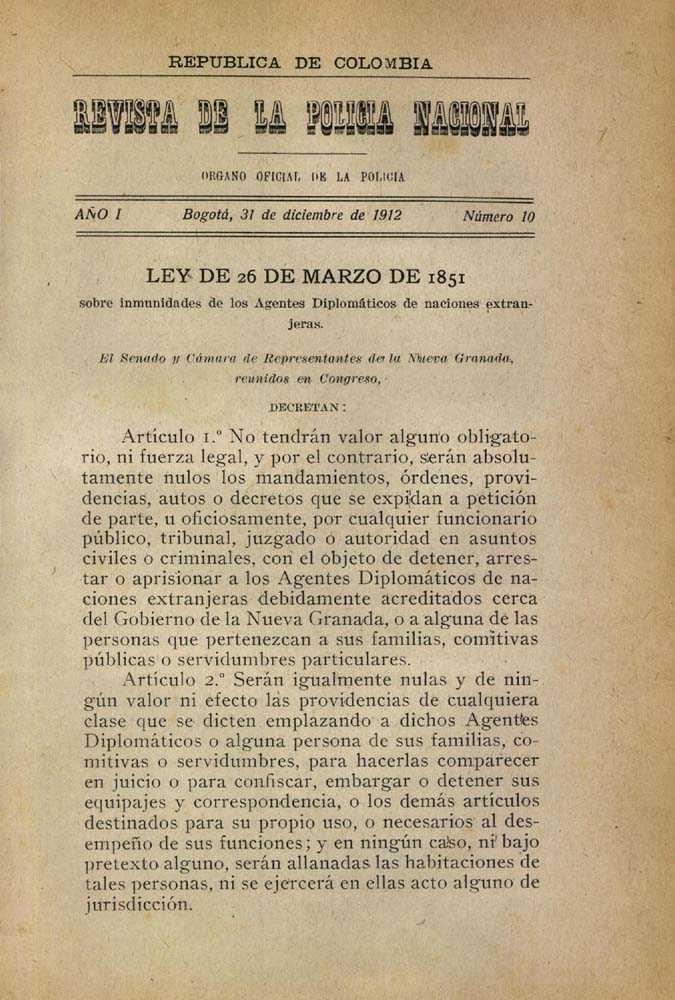 REPUBLICA DE COLOMBIA
REVISTA DE LA POLICIA NACIONAL
ORGANO OFICIAL DE LA POLICIA
AÑO I Bogotá, 31 de diciembre de 1912 Número 10
LEY DE 26 DE MARZO DE 1851
sobre inmunidades de los Agentes Diplomáticos de naciones extran-
jeras.
El Senado y Cámara de Representantes de la Nueva Granada,
reunidos en Congreso,
DECRETAN:
Artículo 1.º No tendrán valor alguno obligato-
rio, ni fuerza legal, y por el contrario, serán absolu-
tamente nulos los mandamientos, órdenes, provi-
dencias, autos o decretos que se expidan a petición
de parte, u oficiosamente, por cualquier funcionario
público, tribunal, juzgado o autoridad en asuntos
civiles o criminales, con el objeto de detener, arres-
tar o aprisionar a los Agentes Diplomáticos de na-
ciones extranjeras debidamente acreditados cerca
del Gobierno de la Nueva Granada, o a alguna de las
personas que pertenezcan a sus familias, comitivas
públicas o servidumbres particulares.
Artículo 2.º Serán igualmente nulas y de nin-
gún valor ni efecto las providencias de cualquiera
clase que se dicten emplazando a dichos Agentes
Diplomáticos o alguna persona de sus familias, co-
mitivas o servidumbres, para hacerlas comparecer
en juicio o para confiscar, embargar o detener sus
equipajes y correspondencia, o los demás artículos
destinados para su propio uso, o necesarios al des-
empeño de sus funciones; y en ningún caso, ni bajo
pretexto alguno, serán allanadas las habitaciones de
tales personas, ni se ejercerá en ellas acto alguno de
jurisdicción.